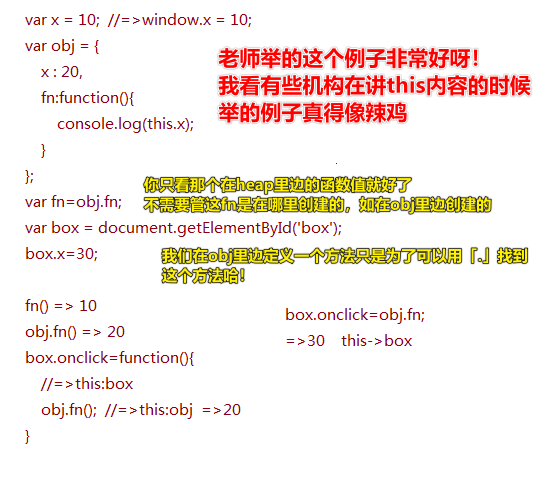 var x = 10;  //=>window.x = 10;
var obj = {
x : 20,
fn:function(){
console.log(this.x);
}
};
老师举的这个例子非常好呀！
我看有些机构在讲this内容的时候
举的例子真得像辣鸡
var fn=obj.fn;
你只看那个在heap里边的函数值就好了
不需要管这fn是在哪里创建的，如在obj里边创建的
var box = document.getElementById('box');
box.x=30;
我们在obj里边定义一个方法只是为了可以用「.」找到
这个方法哈！
fn() => 10
obj.fn() => 20
box.onclick=function(){
//=>this:box
obj.fn();  //=>this:obj  =>20
}
box.onclick=obj.fn;
=>30    this->box